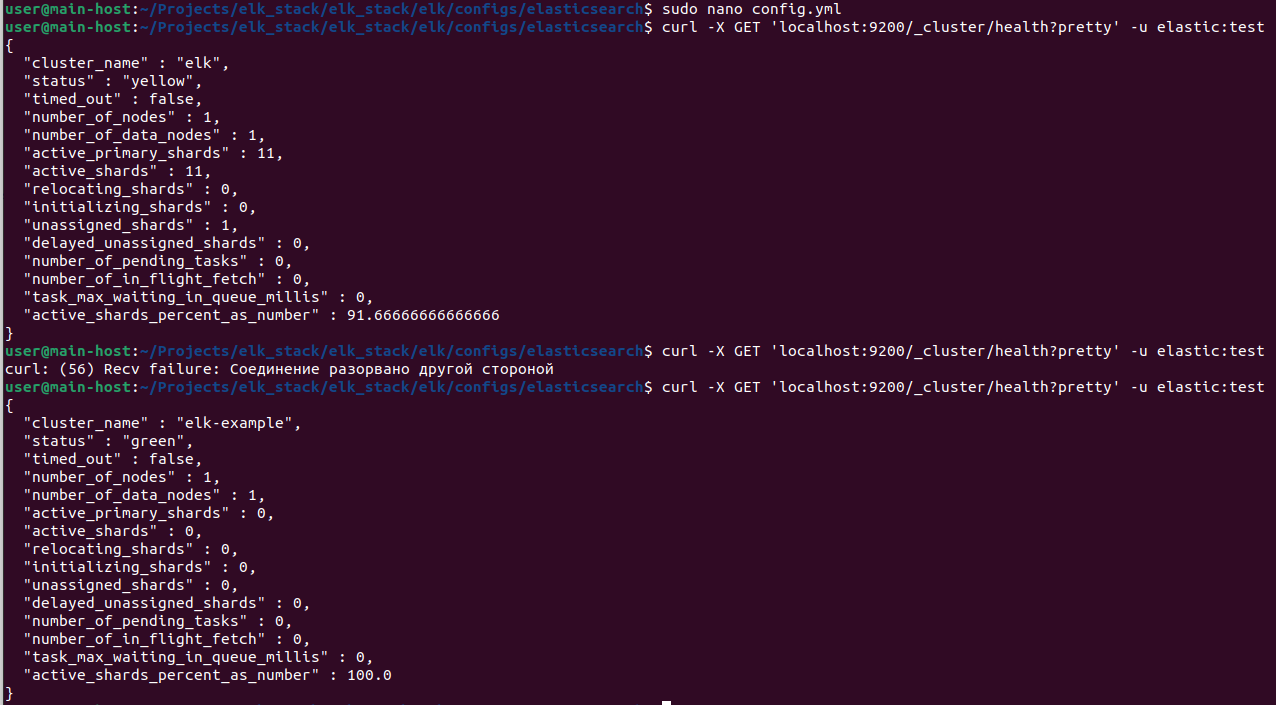 user@main-host:~/Projects/elk_stack/elk_stack/elk/configs/elasticsearch$ sudo nano config.yml
user@main-host:~/Projects/elk_stack/elk_stack/elk/configs/elasticsearch$ curl -X GET 'localhost:9200/_cluster/health?pretty' -u elastic:test
{
  "cluster_name" : "elk",
  "status" : "yellow",
  "timed_out" : false,
  "number_of_nodes" : 1,
  "number_of_data_nodes" : 1,
  "active_primary_shards" : 11,
  "active_shards" : 11,
  "relocating_shards" : 0,
  "initializing_shards" : 0,
  "unassigned_shards" : 1,
  "delayed_unassigned_shards" : 0,
  "number_of_pending_tasks" : 0,
  "number_of_in_flight_fetch" : 0,
  "task_max_waiting_in_queue_millis" : 0,
  "active_shards_percent_as_number" : 91.66666666666666
}
user@main-host:~/Projects/elk_stack/elk_stack/elk/configs/elasticsearch$ curl -X GET 'localhost:9200/_cluster/health?pretty' -u elastic:test
curl: (56) Recv failure: Соединение разорвано другой стороной
user@main-host:~/Projects/elk_stack/elk_stack/elk/configs/elasticsearch$ curl -X GET 'localhost:9200/_cluster/health?pretty' -u elastic:test
{
  "cluster_name" : "elk-example",
  "status" : "green",
  "timed_out" : false,
  "number_of_nodes" : 1,
  "number_of_data_nodes" : 1,
  "active_primary_shards" : 0,
  "active_shards" : 0,
  "relocating_shards" : 0,
  "initializing_shards" : 0,
  "unassigned_shards" : 0,
  "delayed_unassigned_shards" : 0,
  "number_of_pending_tasks" : 0,
  "number_of_in_flight_fetch" : 0,
  "task_max_waiting_in_queue_millis" : 0,
  "active_shards_percent_as_number" : 100.0
}